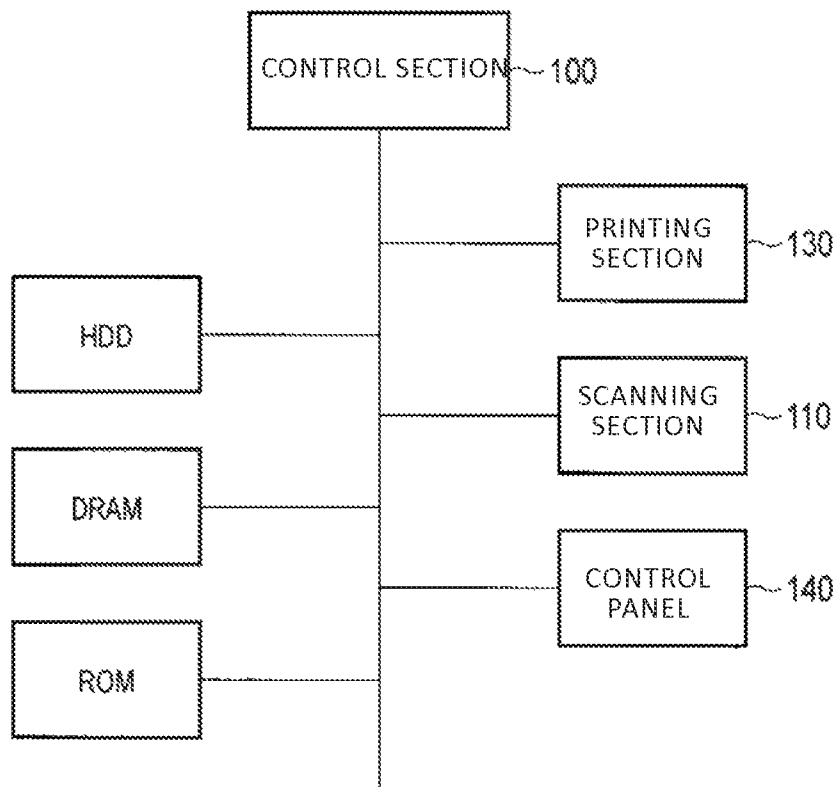 CONTROL SECTION 100
PRINTING
SECTION
130
HDD
SCANNING
SECTION
110
DRAM
CONTROL
PANEL
140
ROM